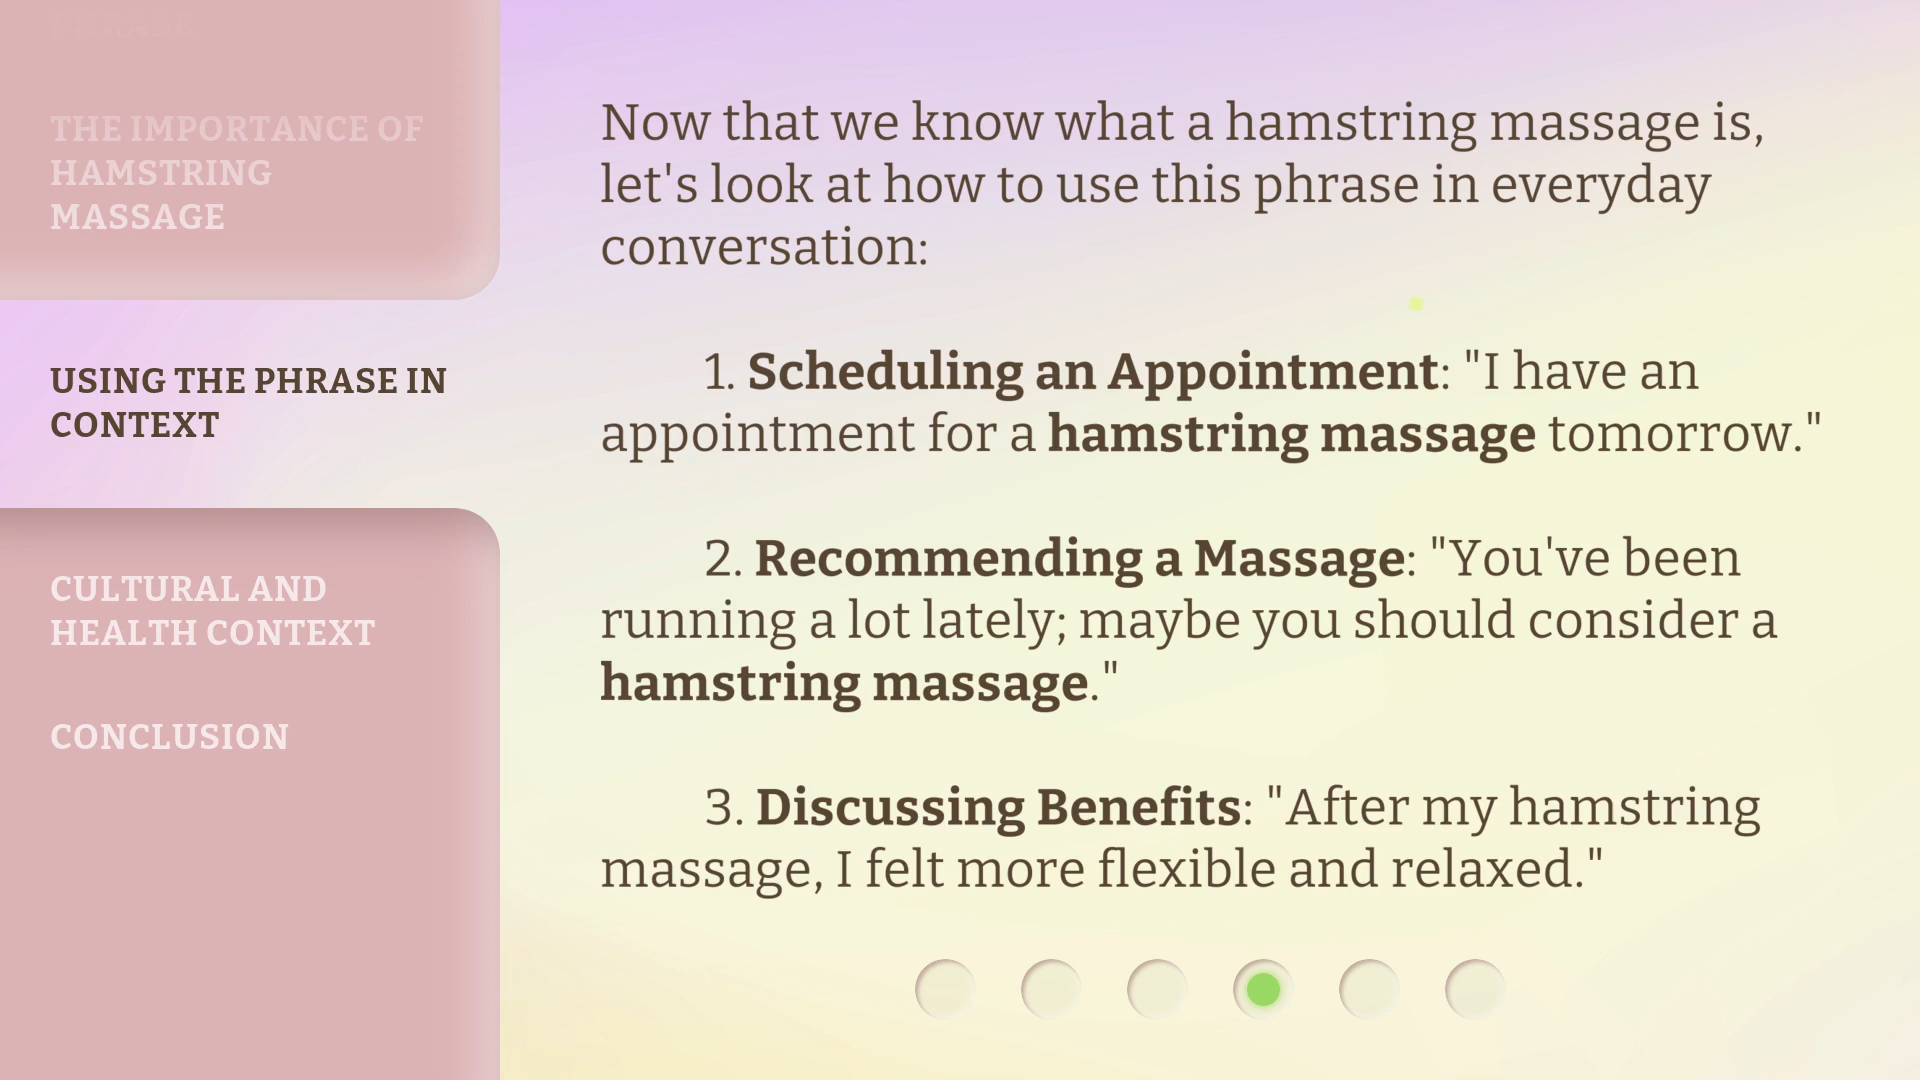 PHRASE
THE IMPORTANCE OF
HAMSTRING
MASSAGE
USING THE PHRASE IN
CONTEXT
CULTURAL AND
HEALTH CONTEXT
CONCLUSION
Now that we know what a hamstring massage is,
let's look at how to use this phrase in everyday
conversation:
1. Scheduling an Appointment: "I have an
appointment for a hamstring massage tomorrow."
2. Recommending a Massage: "You've been
running a lot lately; maybe you should consider a
hamstring massage."
3. Discussing Benefits: "After my hamstring
massage, I felt more flexible and relaxed."